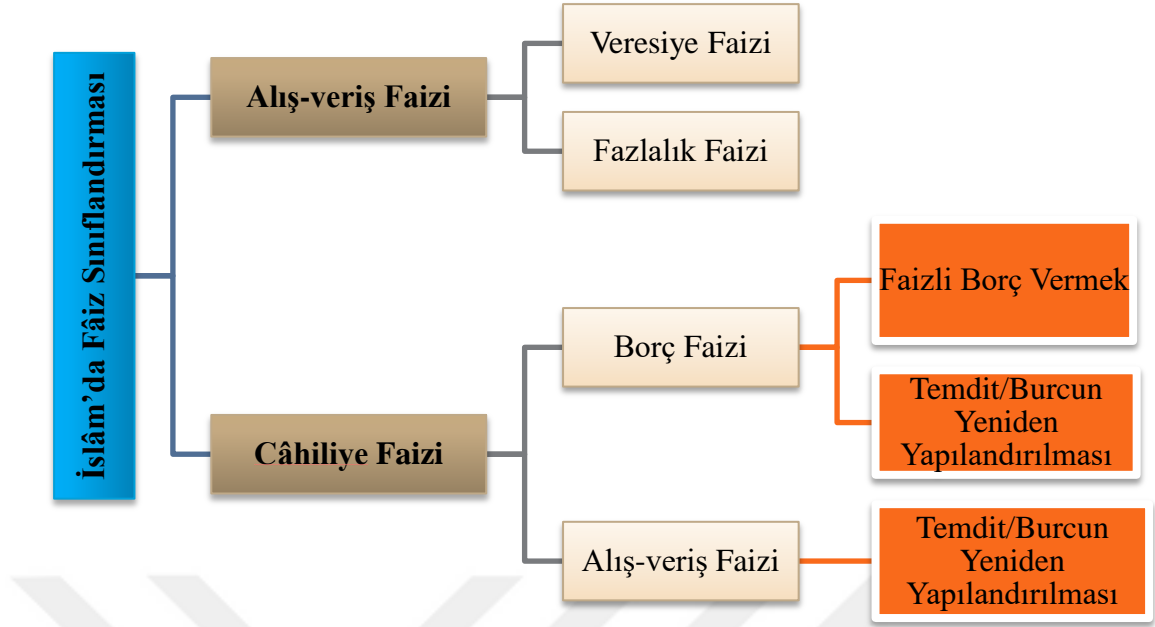 İslâm’da Fâiz Sınıflandırması
Alış-veriş Faizi
Veresiye Faizi
Fazlalık Faizi
Câhiliye Faizi
Borç Faizi
Faizli Borç Vermek
Temdit/Burcun
Yeniden
Yapılandırılması
Alış-veriş Faizi
Temdit/Burcun
Yeniden
Yapılandırılması